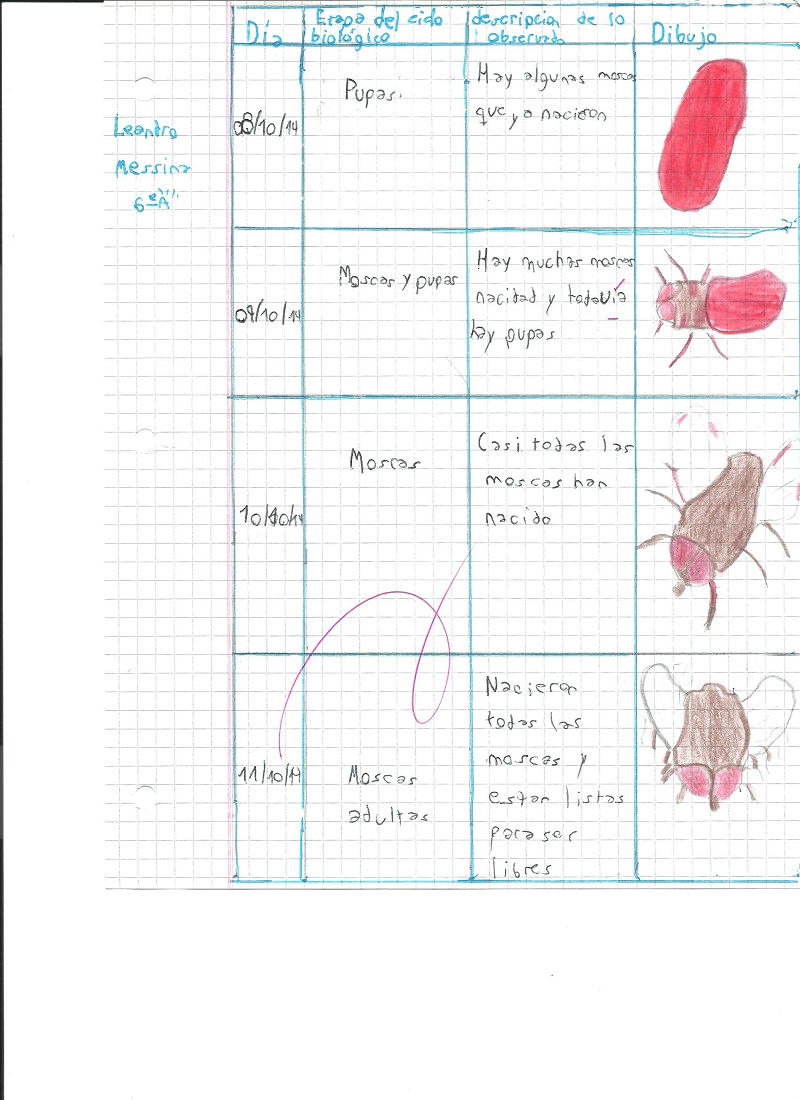 Día
Etapa del ciclo
biológico
descripcion de lo
observado
Dibujo
Leandro
Messina
6º "A"
08/10/14
Pupas.
Hay algunas moscas
que ya nacieron
09/10/14
Moscas y pupas
Hay muchas moscas
nacidad y todavia
hay pupas
10/10/14
Moscas
Casi todas las
moscas han
nacido
11/10/14
Moscas
adultas
Nacieron
todas las
moscas y
estan listas
para ser
libres